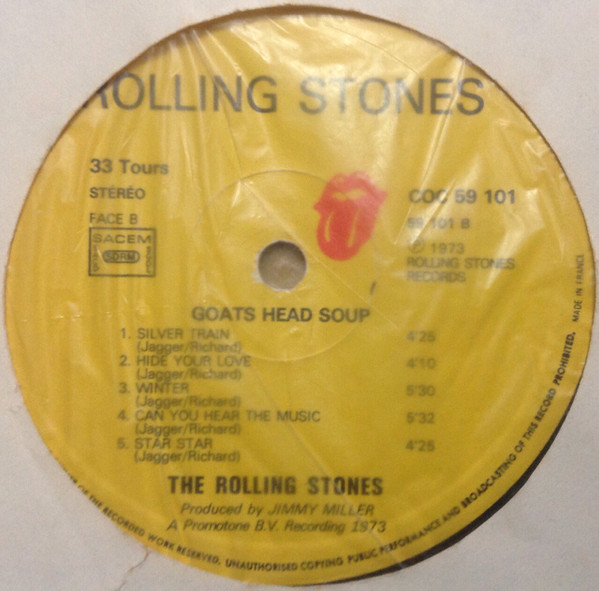 ROLLING STONES
33 Tours
STÉRÉO
FACE B
SACEM
SDRM
COC 59 101
59 101 B
℗ 1973
ROLLING STONES
RECORDS
GOATS HEAD SOUP
1. SILVER TRAIN 4'25
(Jagger/Richard)
2. HIDE YOUR LOVE 4'10
(Jagger/Richard)
3. WINTER 5'30
(Jagger/Richard)
4. CAN YOU HEAR THE MUSIC 5'32
(Jagger/Richard)
5. STAR STAR 4'25
(Jagger/Richard)
THE ROLLING STONES
Produced by JIMMY MILLER
A Promotone B.V. Recording 1973
OF THE RECORDED WORK RESERVED. UNAUTHORISED COPYING PUBLIC PERFORMANCE AND BROADCASTING OF THIS RECORD PROHIBITED. MADE IN FRANCE